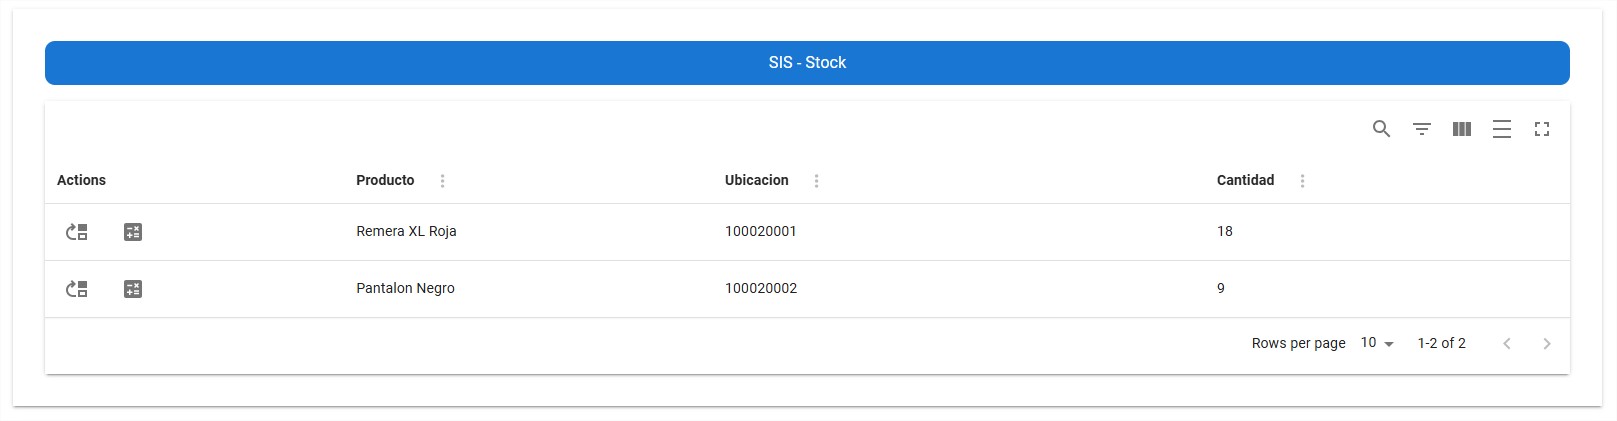 SIS - Stock
Actions Producto Ubicacion Cantidad
Remera XL Roja 100020001 18
Pantalon Negro 100020002 9
Rows per page 10 1-2 of 2